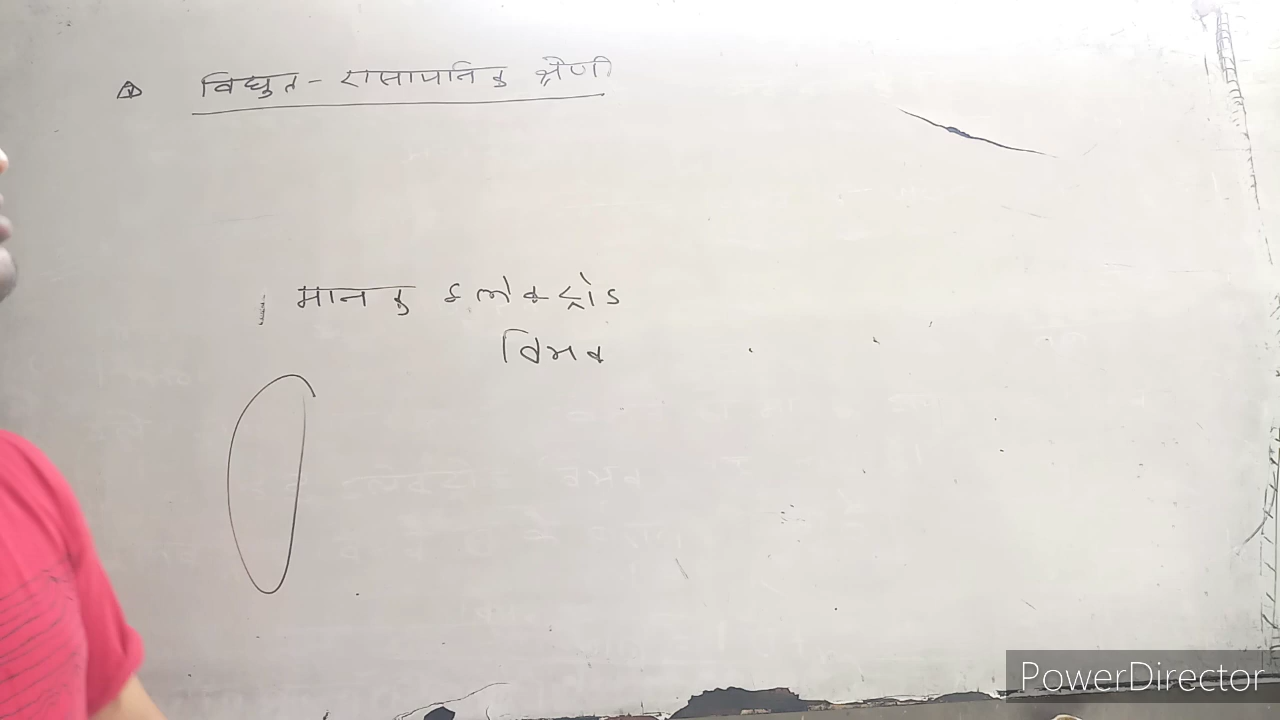 विद्युत - रासायनिक श्रेणी
मानक इलेक्ट्रोड
विभव
PowerDirector